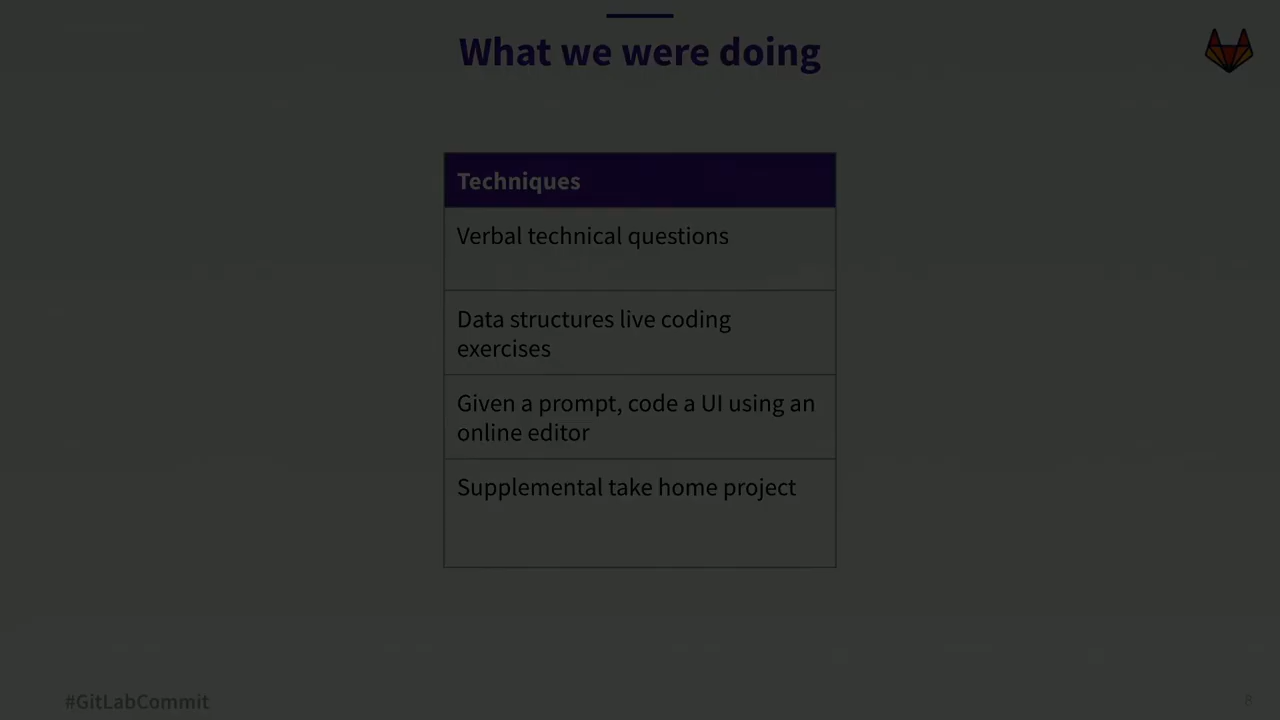 What we were doing
Techniques
Verbal technical questions
Data structures live coding
exercises
Given a prompt, code a UI using an
online editor
Supplemental take home project
#GitLabCommit
8